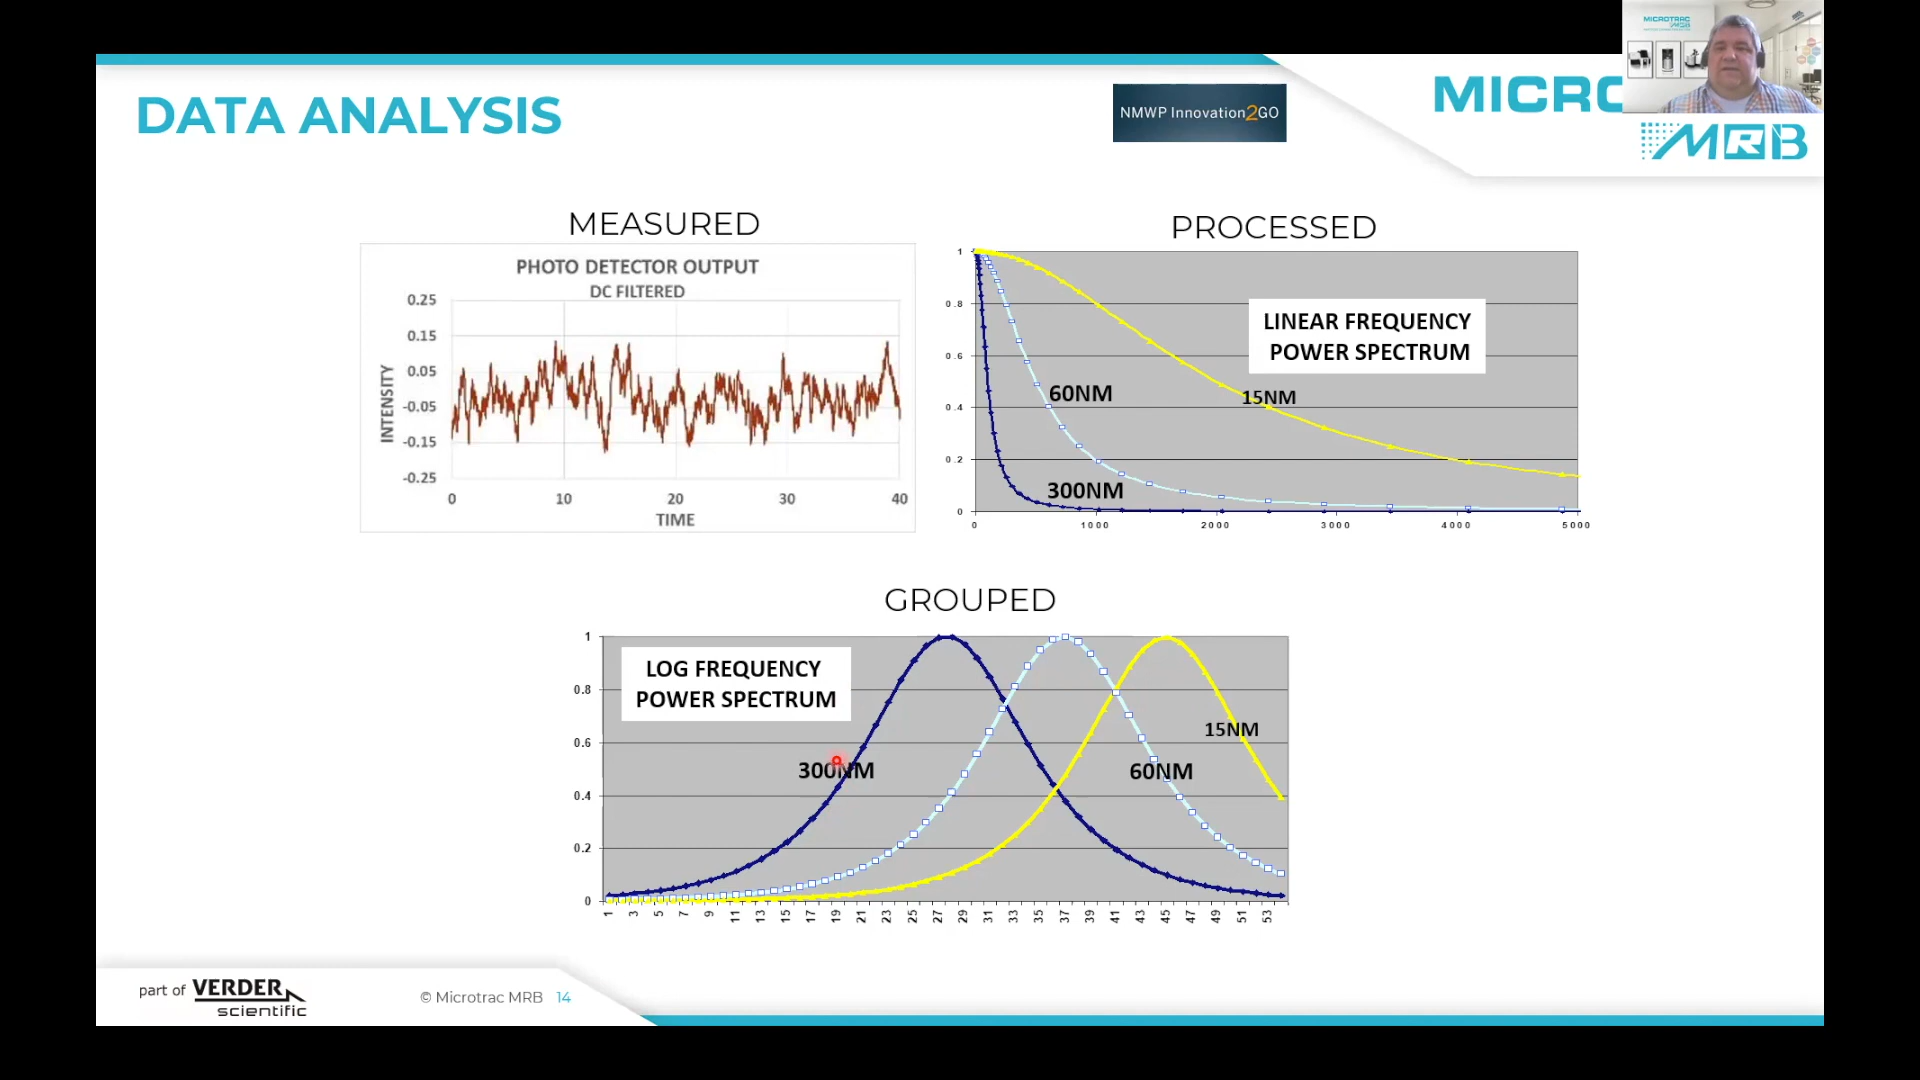 DATA ANALYSIS
NMWP Innovation2GO
MICRO
MRB
MICROTRAC
MRB
MEASURED
PHOTO DETECTOR OUTPUT
DC FILTERED
INTENSITY
0.25
0.15
0.05
-0.05
-0.15
-0.25
0 10 20 30 40
TIME
PROCESSED
LINEAR FREQUENCY
POWER SPECTRUM
1
0.8
0.6
0.4
0.2
0
60NM
15NM
300NM
0 1000 2000 3000 4000 5000
GROUPED
LOG FREQUENCY
POWER SPECTRUM
1
0.8
0.6
0.4
0.2
0
300NM
60NM
15NM
1 3 5 7 9 11 13 15 17 19 21 23 25 27 29 31 33 35 37 39 41 43 45 47 49 51 53
part of VERDER
scientific
© Microtrac MRB 14